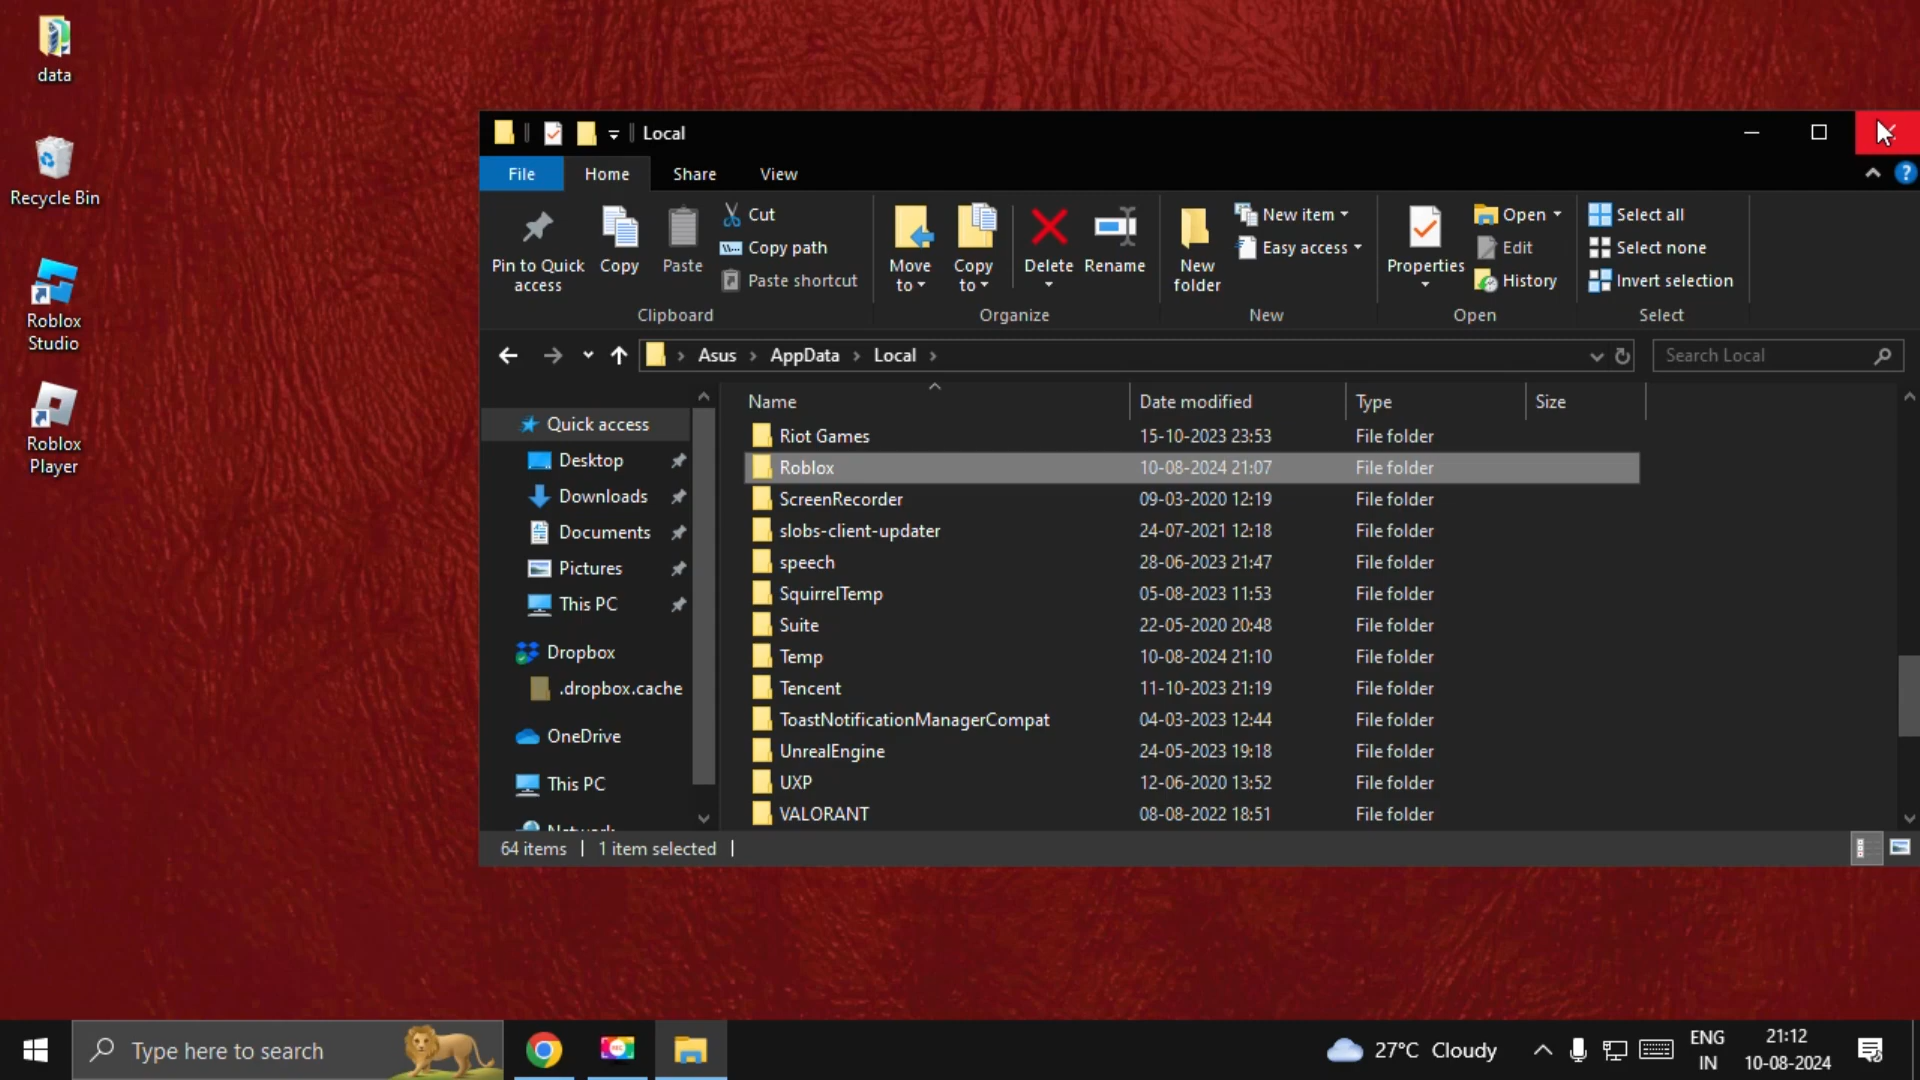 data
Recycle Bin
Roblox
Studio
Roblox
Player
Local
File
Home
Share
View
?
Pin to Quick
access
Copy
Paste
Cut
Copy path
Paste shortcut
Clipboard
Move
to
Copy
to
Delete
Rename
Organize
New
folder
New item
Easy access
New
Properties
Open
Edit
History
Open
Select all
Select none
Invert selection
Select
Asus > AppData > Local >
Search Local
Quick access
Desktop
Downloads
Documents
Pictures
This PC
Dropbox
.dropbox.cache
OneDrive
This PC
Network
Name Date modified Type Size
Riot Games 15-10-2023 23:53 File folder
Roblox 10-08-2024 21:07 File folder
ScreenRecorder 09-03-2020 12:19 File folder
slobs-client-updater 24-07-2021 12:18 File folder
speech 28-06-2023 21:47 File folder
SquirrelTemp 05-08-2023 11:53 File folder
Suite 22-05-2020 20:48 File folder
Temp 10-08-2024 21:10 File folder
Tencent 11-10-2023 21:19 File folder
ToastNotificationManagerCompat 04-03-2023 12:44 File folder
UnrealEngine 24-05-2023 19:18 File folder
UXP 12-06-2020 13:52 File folder
VALORANT 08-08-2022 18:51 File folder
64 items 1 item selected
Type here to search
27°C Cloudy
ENG
IN
21:12
10-08-2024